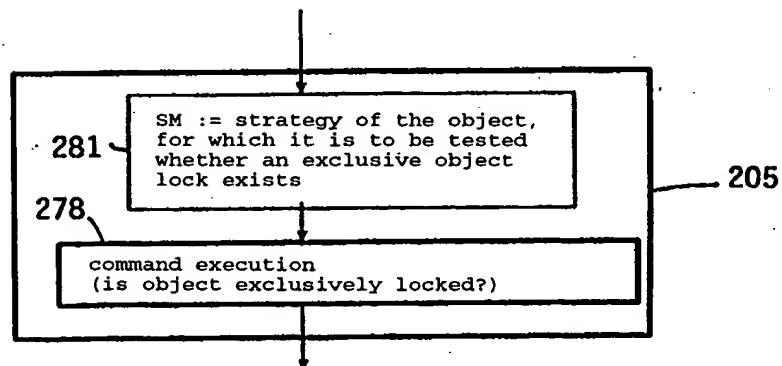 SM := strategy of the object,
for which it is to be tested
whether an exclusive object
lock exists
281
205
278
command execution
(is object exclusively locked?)